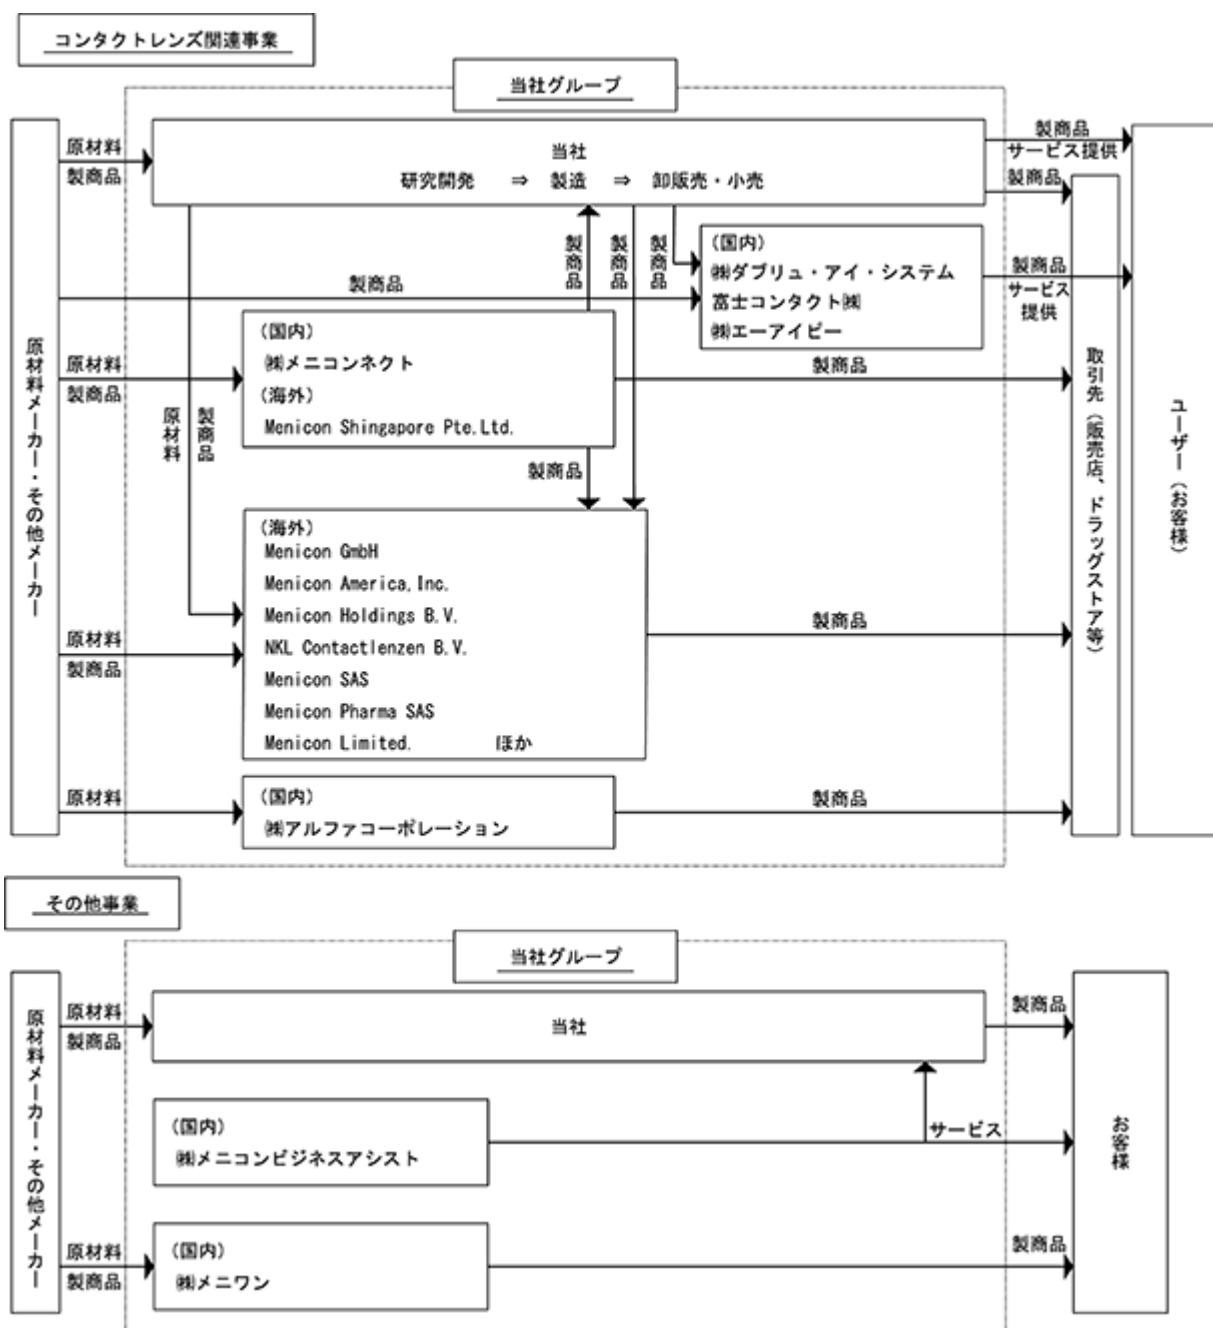 コンタクトレンズ関連事業
当社グループ
原材料メーカー・その他メーカー
原材料
製商品
当社
研究開発 ⇒ 製造 ⇒ 卸販売・小売
製商品
サービス提供
製商品
製商品
製商品
製商品
(国内)
㈱ダブリュ・アイ・システム
富士コンタクト㈱
㈱エーアイピー
製商品
サービス
提供
製商品
原材料
製商品
(国内)
㈱メニコンネクト
(海外)
Menicon Shingapore Pte.Ltd.
製商品
原材料
製商品
製商品
(海外)
Menicon GmbH
Menicon America,Inc.
Menicon Holdings B.V.
NKL Contactlenzen B.V.
Menicon SAS
Menicon Pharma SAS
Menicon Limited. ほか
原材料
製商品
製商品
原材料
(国内)
㈱アルファコーポレーション
製商品
取引先(販売店、ドラッグストア等)
ユーザー(お客様)
その他事業
当社グループ
原材料メーカー・その他メーカー
原材料
製商品
当社
製商品
(国内)
㈱メニコンビジネスアシスト
サービス
原材料
製商品
(国内)
㈱メニワン
製商品
お客様